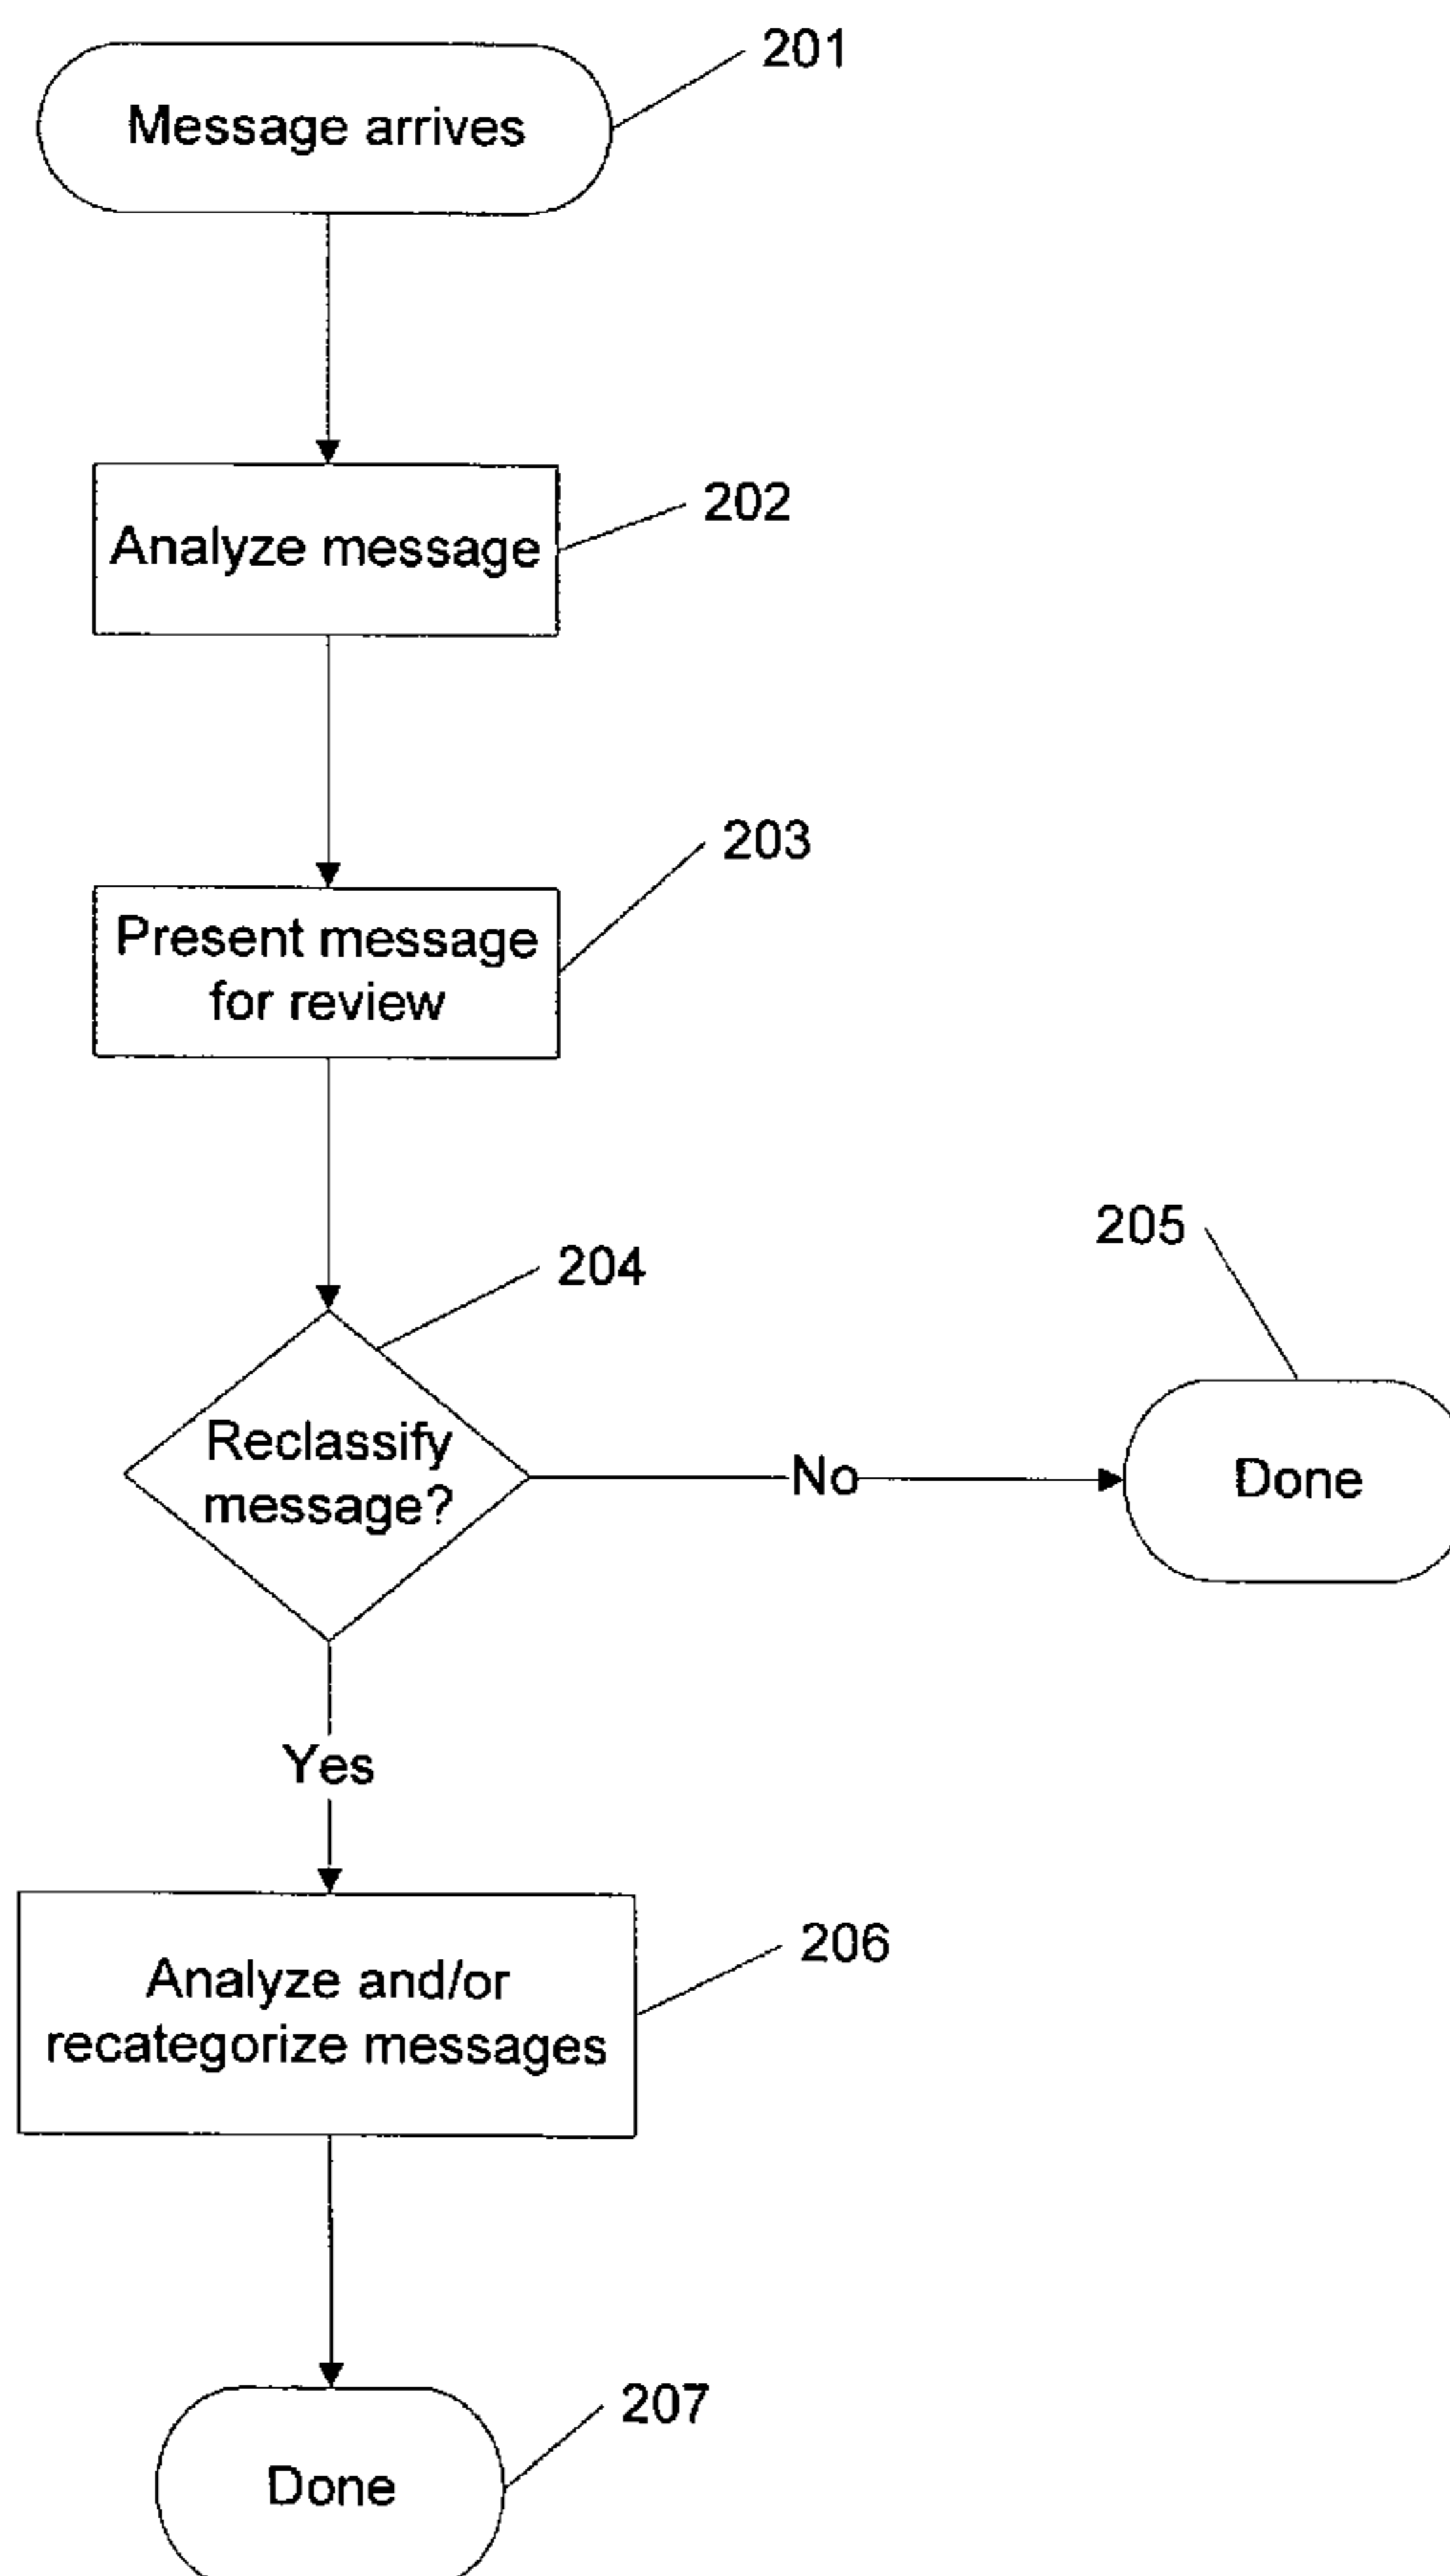 201
Message arrives
202
Analyze message
203
Present message
for review
204
205
Reclassify
message?
No
Done
Yes
206
Analyze and/or
recategorize messages
207
Done